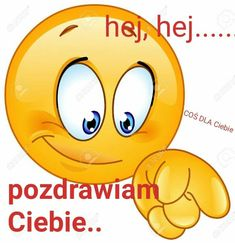 hej, hej......
COŚ DLA Ciebie
pozdrawiam
Ciebie..